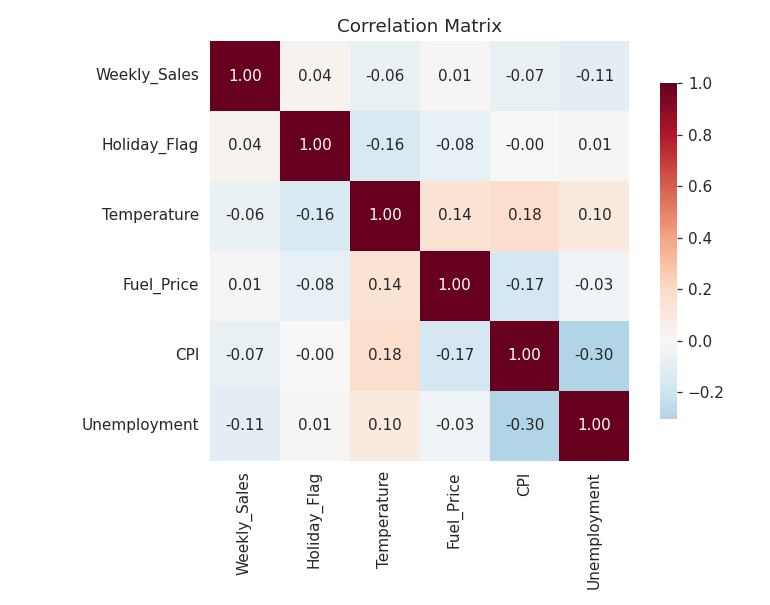 Correlation Matrix
Weekly_Sales 1.00 0.04 -0.06 0.01 -0.07 -0.11
Holiday_Flag 0.04 1.00 -0.16 -0.08 -0.00 0.01
Temperature -0.06 -0.16 1.00 0.14 0.18 0.10
Fuel_Price 0.01 -0.08 0.14 1.00 -0.17 -0.03
CPI -0.07 -0.00 0.18 -0.17 1.00 -0.30
Unemployment -0.11 0.01 0.10 -0.03 -0.30 1.00
Weekly_Sales
Holiday_Flag
Temperature
Fuel_Price
CPI
Unemployment
1.0
0.8
0.6
0.4
0.2
0.0
−0.2